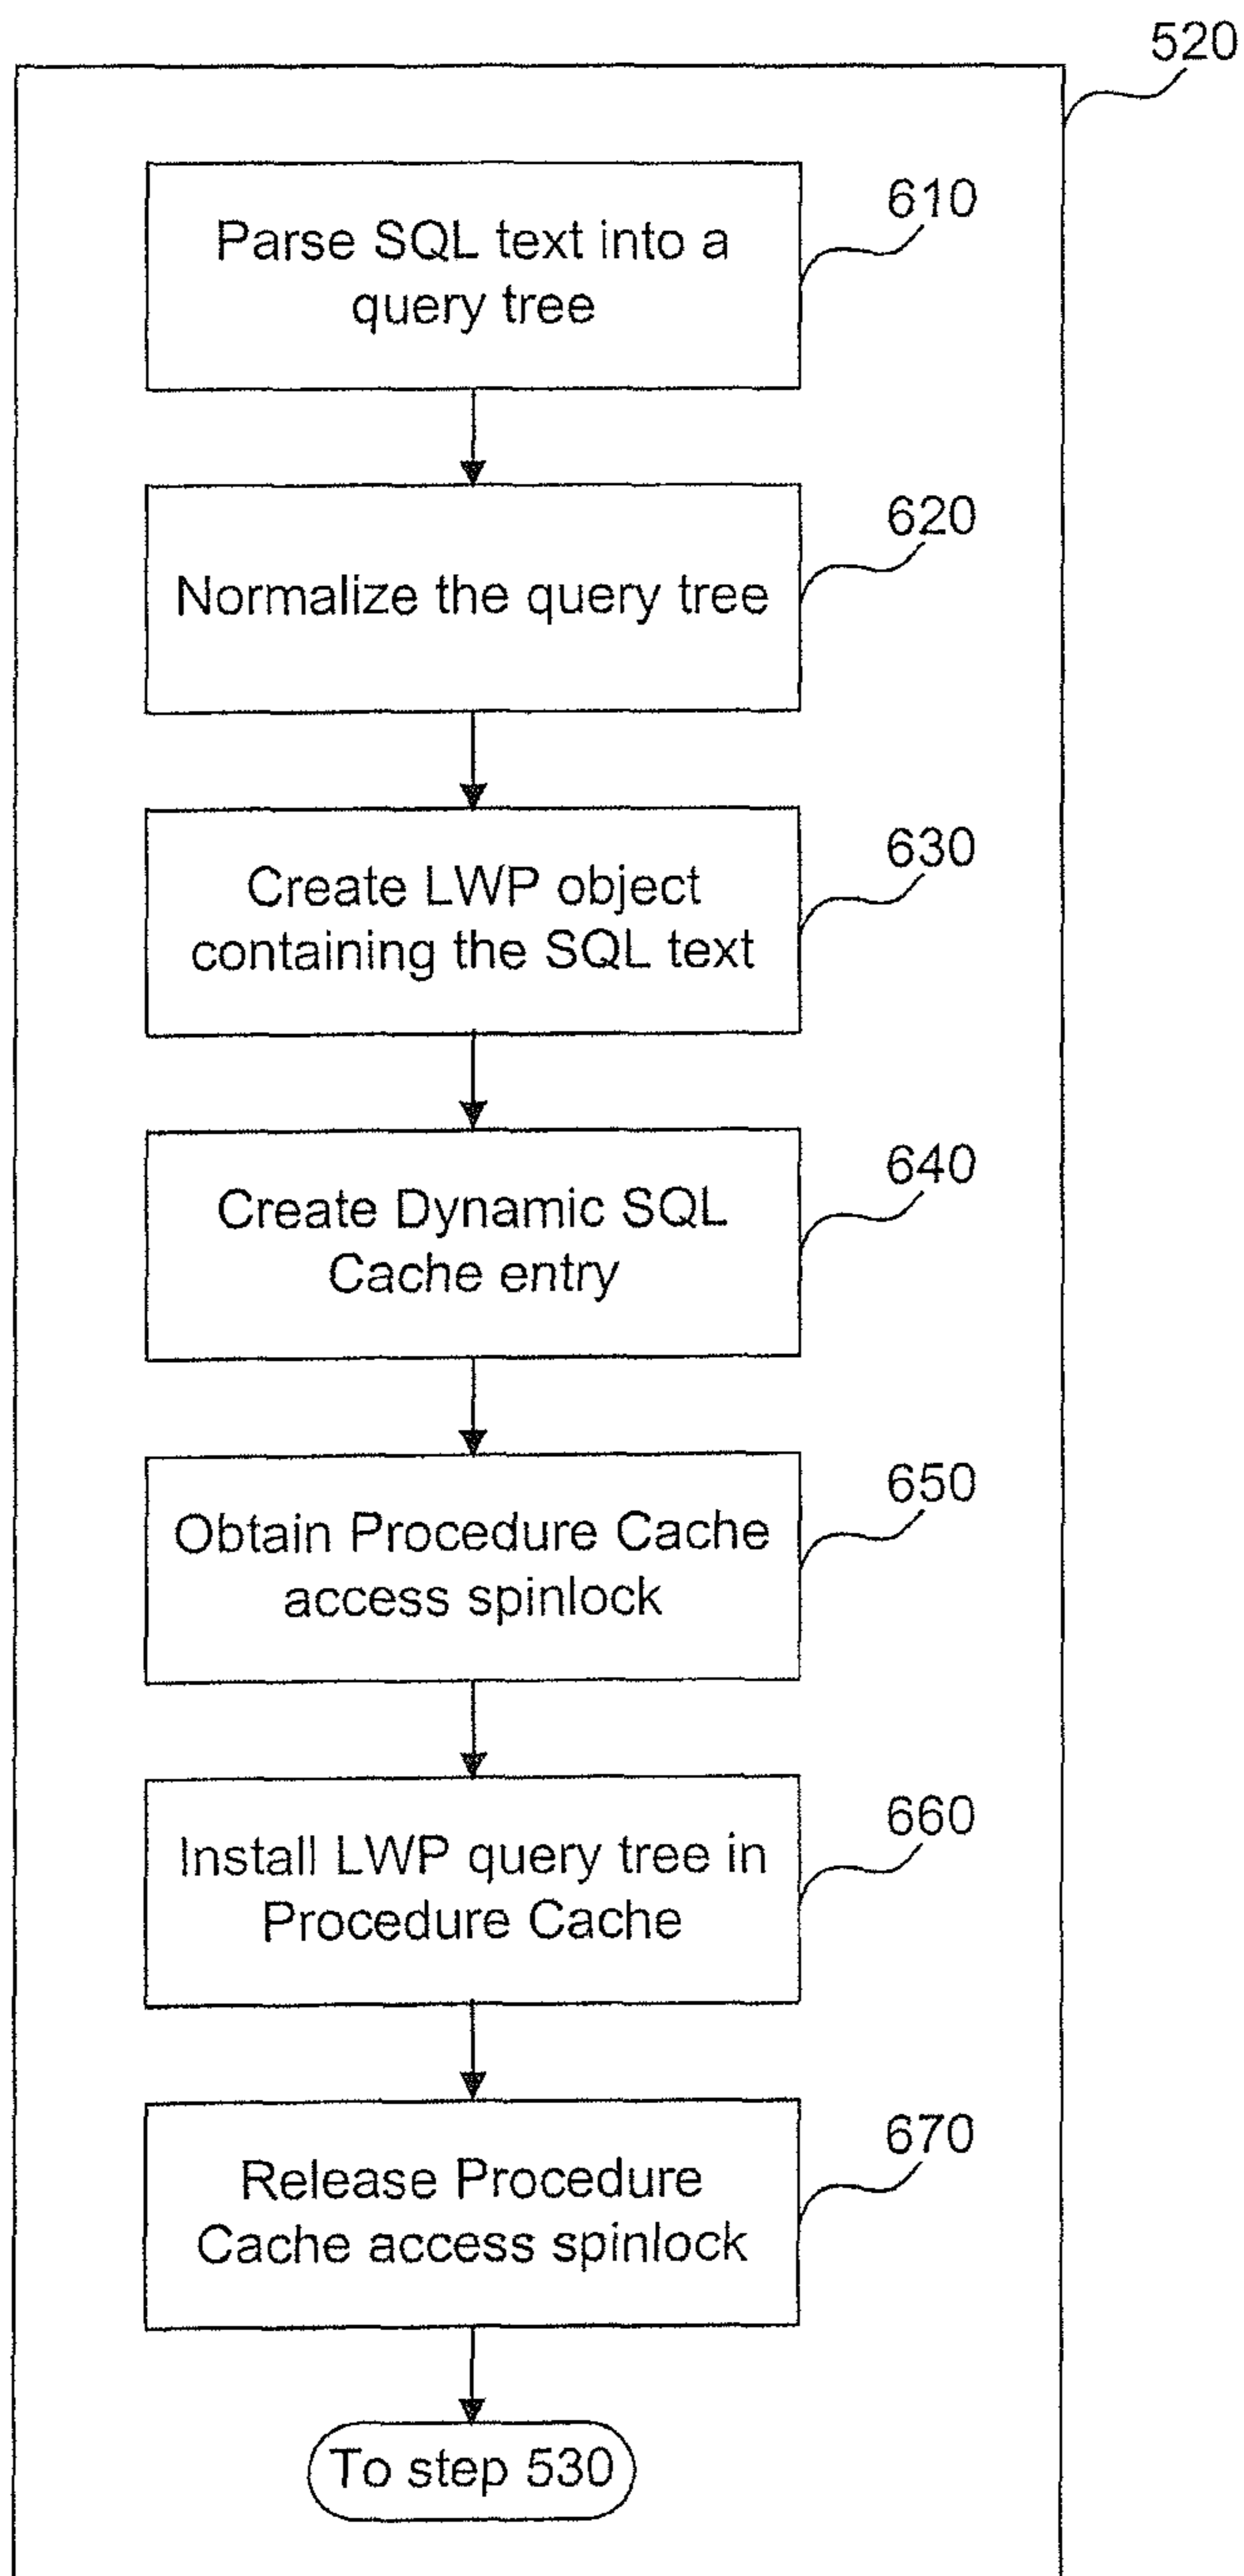 520
Parse SQL text into a
query tree
610
Normalize the query tree
620
Create LWP object
containing the SQL text
630
Create Dynamic SQL
Cache entry
640
Obtain Procedure Cache
access spinlock
650
Install LWP query tree in
Procedure Cache
660
Release Procedure
Cache access spinlock
670
To step 530